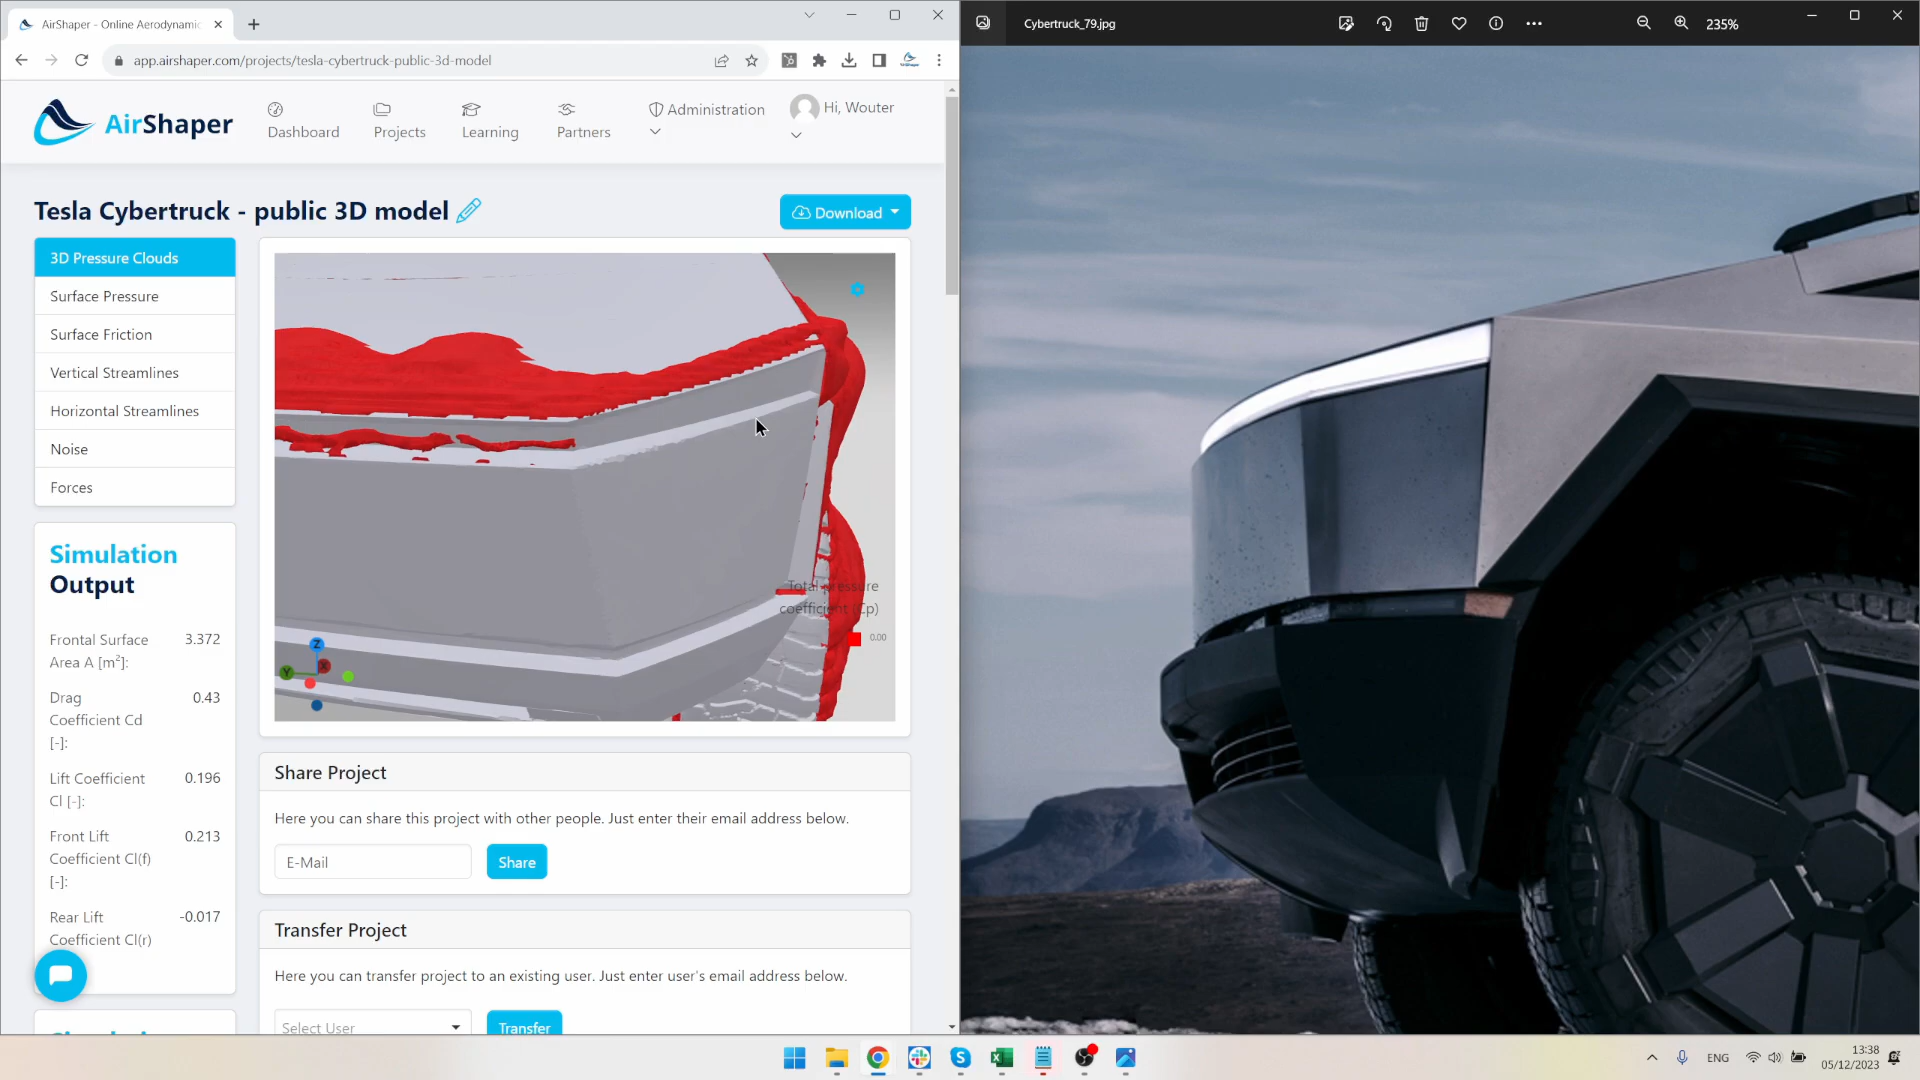 AirShaper - Online Aerodynamic
Cybertruck_79.jpg
235%
app.airshaper.com/projects/tesla-cybertruck-public-3d-model
AirShaper
Dashboard
Projects
Learning
Partners
Administration
Hi, Wouter
Tesla Cybertruck - public 3D model
Download
3D Pressure Clouds
Surface Pressure
Surface Friction
Vertical Streamlines
Horizontal Streamlines
Noise
Forces
Total pressure
coefficient (Cp)
0.00
Z
Y
X
Simulation
Output
Frontal Surface 3.372
Area A [m²]:
Drag 0.43
Coefficient Cd
[-]:
Lift Coefficient 0.196
Cl [-]:
Front Lift 0.213
Coefficient Cl(f)
[-]:
Rear Lift -0.017
Coefficient Cl(r)
Share Project
Here you can share this project with other people. Just enter their email address below.
E-Mail
Share
Transfer Project
Here you can transfer project to an existing user. Just enter user's email address below.
Select User
Transfer
ENG
13:38
05/12/2023